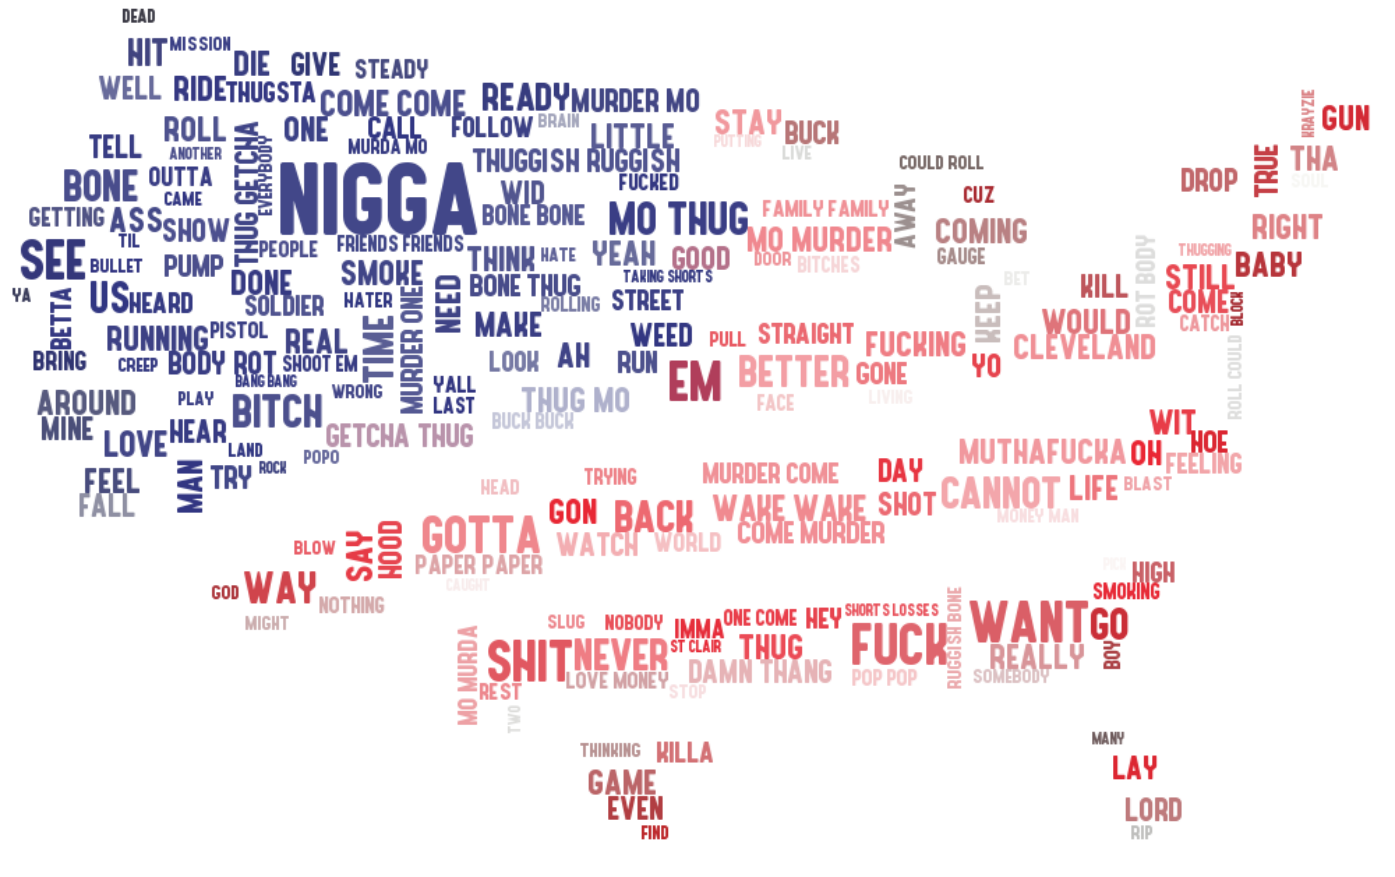 DEAD
HIT
MISSION
DIE
GIVE
STEADY
WELL
RIDE
THUGSTA
COME COME
READY
MURDER MO
ROLL
ONE
CALL
FOLLOW
BRAIN
LITTLE
STAY
BUCK
PUTTING
LIVE
KRAYZIE
GUN
TELL
ANOTHER
THUG GETCHA
EVERYBODY
MURDA MO
THUGGISH RUGGISH
COULD ROLL
TRUE
THA
SOUL
BONE
OUTTA
CAME
NIGGA
WID
FUCKED
CUZ
DROP
GETTING
ASS
SHOW
BONE BONE
MO THUG
FAMILY FAMILY
AWAY
COMING
RIGHT
SEE
TIL
BULLET
PUMP
PEOPLE
FRIENDS FRIENDS
THINK
HATE
YEAH
GOOD
MO MURDER
DOOR
BITCHES
GAUGE
ROT BODY
THUGGING
BABY
YA
BETTA
US
HEARD
DONE
SOLDIER
SMOKE
HATER
NEED
BONE THUG
ROLLING
TAKING SHORTS
STREET
BET
KEEP
KILL
STILL
COME
BLOCK
RUNNING
PISTOL
REAL
TIME
MURDER ONE
MAKE
WEED
PULL
STRAIGHT
FUCKING
WOULD
CLEVELAND
CATCH
BRING
CREEP
BODY ROT
SHOOT EM
LOOK
AH
RUN
EM
BETTER
GONE
YO
ROLL COULD
BANG BANG
WRONG
YALL
LAST
AROUND
MINE
PLAY
BITCH
THUG MO
BUCK BUCK
FACE
LIVING
LOVE
HEAR
LAND
GETCHA THUG
WIT
HOE
FEEL
FALL
MAN
TRY
ROCK
POPO
MUTHAFUCKA
OH
FEELING
HEAD
TRYING
MURDER COME
DAY
CANNOT
LIFE
BLAST
GON
BACK
WAKE WAKE
SHOT
MONEY MAN
BLOW
SAY
HOOD
GOTTA
WATCH
WORLD
COME MURDER
PAPER PAPER
CAUGHT
GOD
WAY
NOTHING
MIGHT
PICO
HIGH
SMOKING
SLUG
NOBODY
IMMA
ONE COME
HEY
SHORTS LOSSES
RUGGISH BONE
WANT
GO
MO MURDA
SHIT
NEVER
ST CLAIR
THUG
FUCK
REALLY
BOY
REST
LOVE MONEY
DAMN THANG
STOP
POP POP
SOMEBODY
TWO
THINKING
KILLA
MANY
GAME
LAY
EVEN
LORD
FIND
RIP